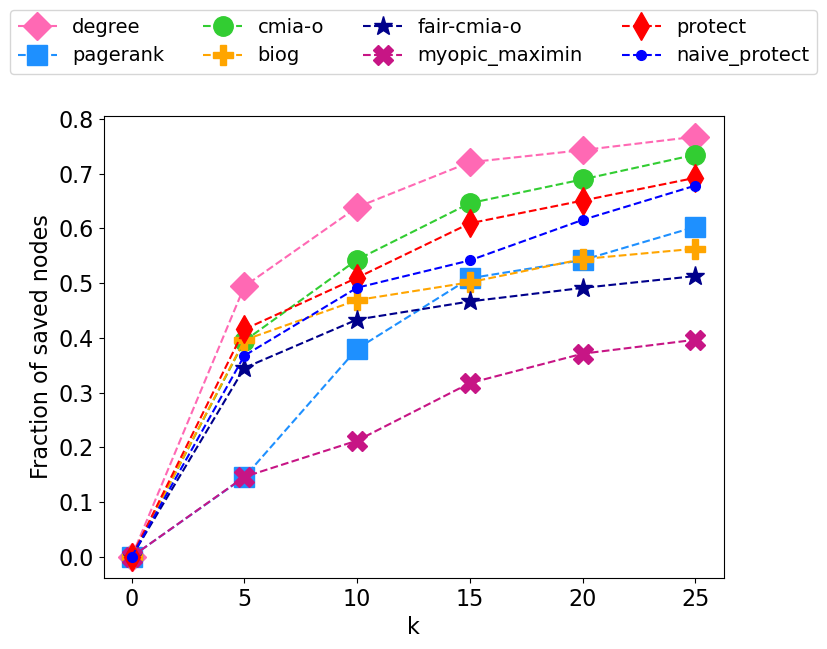 degree cmia-o fair-cmia-o protect
pagerank biog myopic_maximin naive_protect
0.8
0.7
0.6
0.5
0.4
0.3
0.2
0.1
0.0
Fraction of saved nodes
0 5 10 15 20 25
k